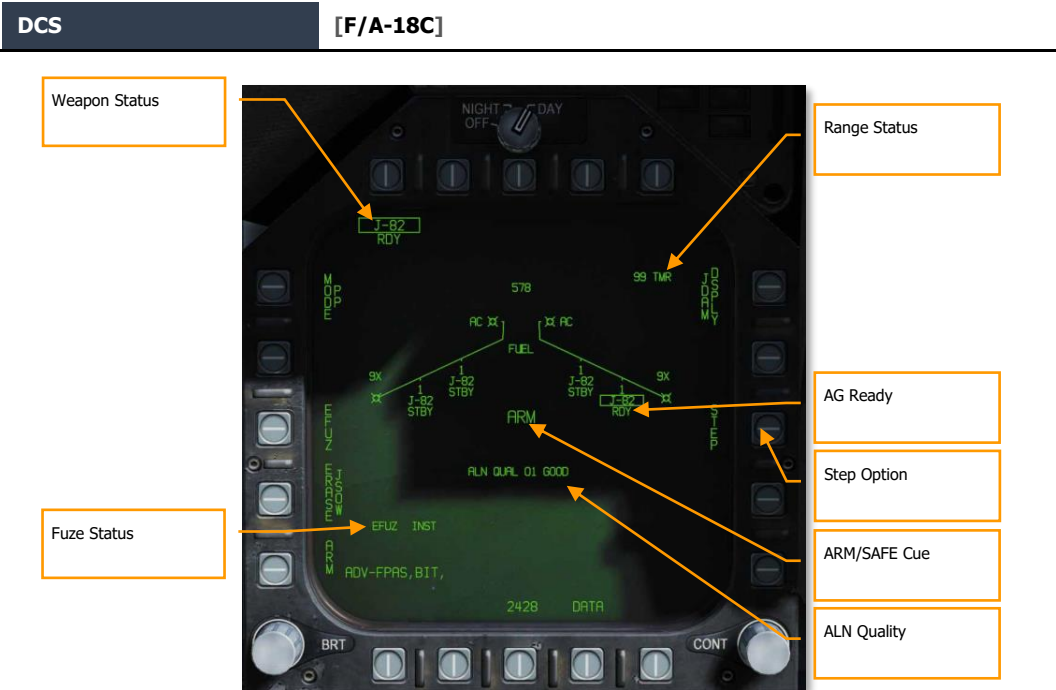 DCS [F/A-18C]
Weapon Status
Range Status
AG Ready
Step Option
ARM/SAFE Cue
ALN Quality
Fuze Status
NIGHT DAY
OFF
J-82
RDY
99 TMR
MODE
PP
578
JDAM
DSPLY
AC AC
FUEL
9X 9X
1 1
J-82 J-82
STBY STBY
1 1
J-82 J-82
STBY RDY
EFUZ
ARM
STEP
ALN QUAL 01 GOOD
ERASE
JSOW
EFUZ INST
ARM
ADV-FPAS,BIT,
2428 DATA
BRT CONT